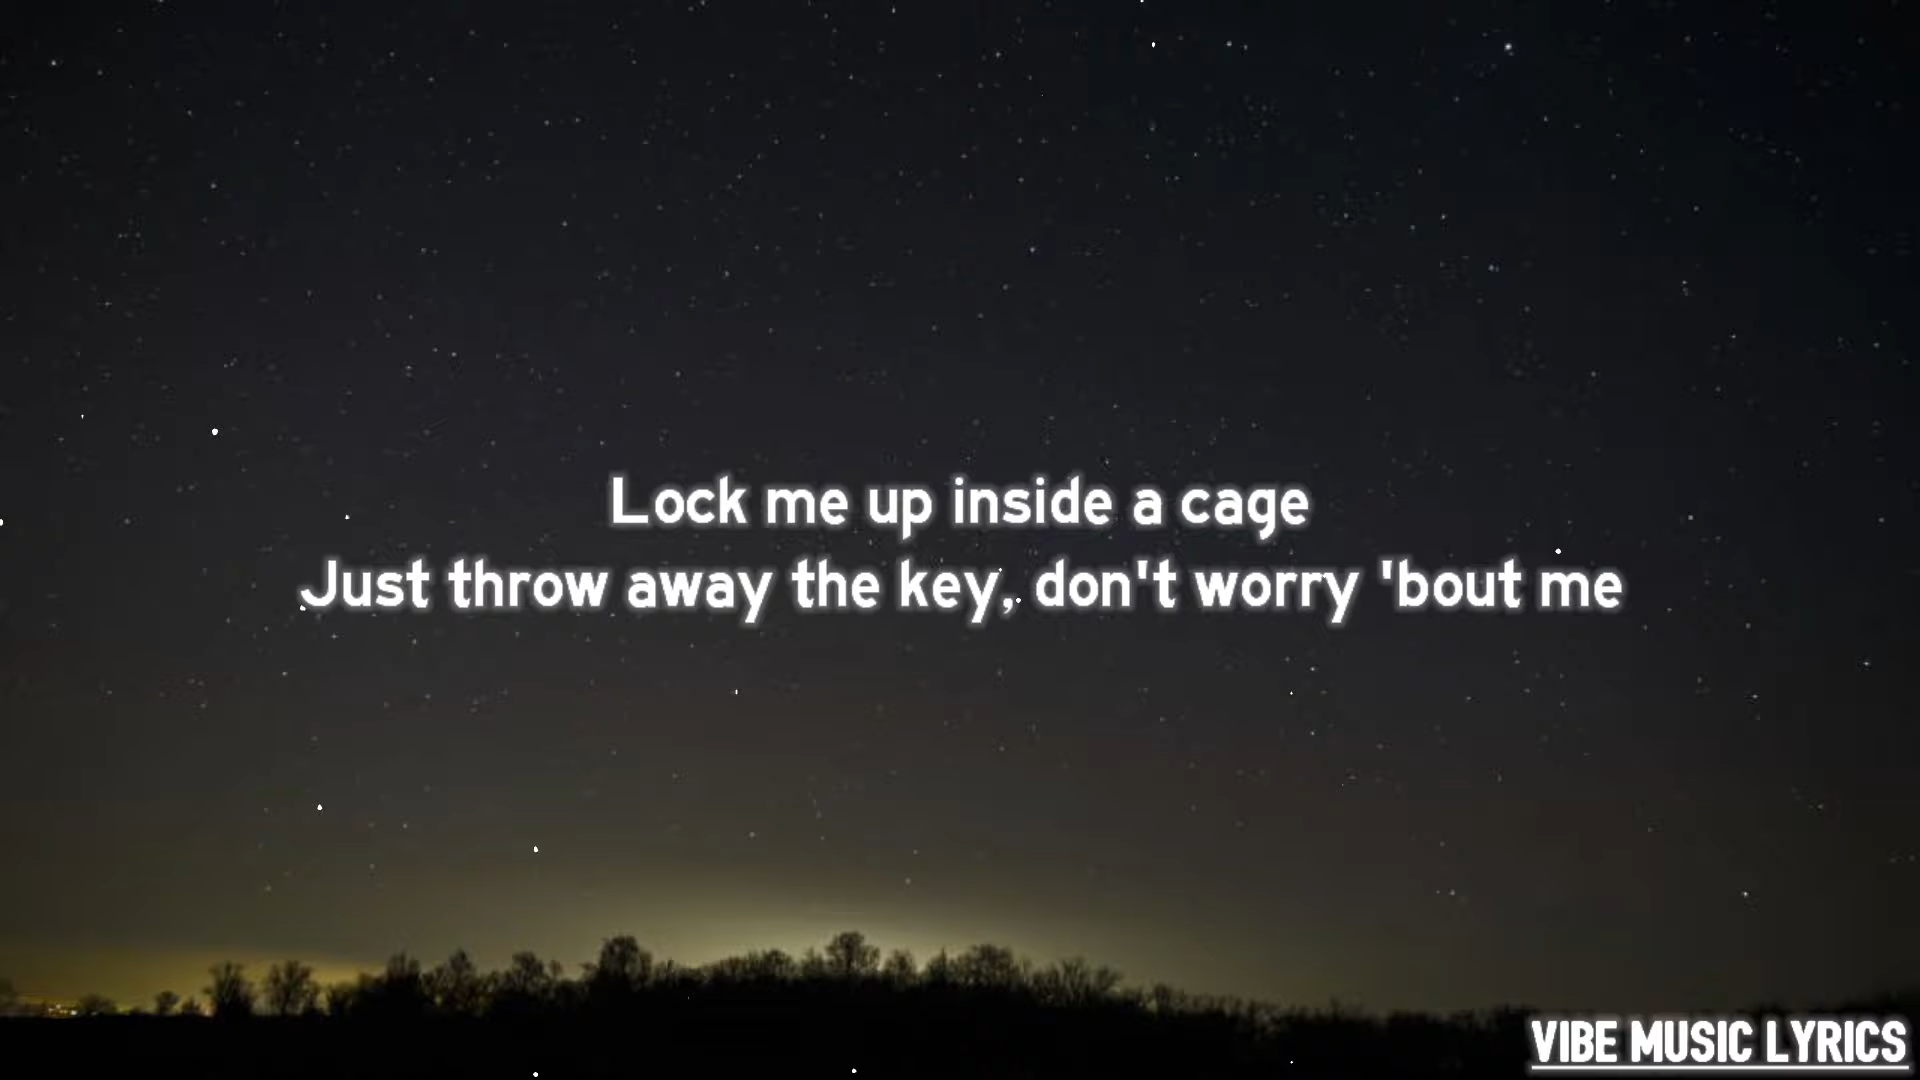 Lock me up inside a cage
Just throw away the key, don't worry 'bout me
VIBE MUSIC LYRICS